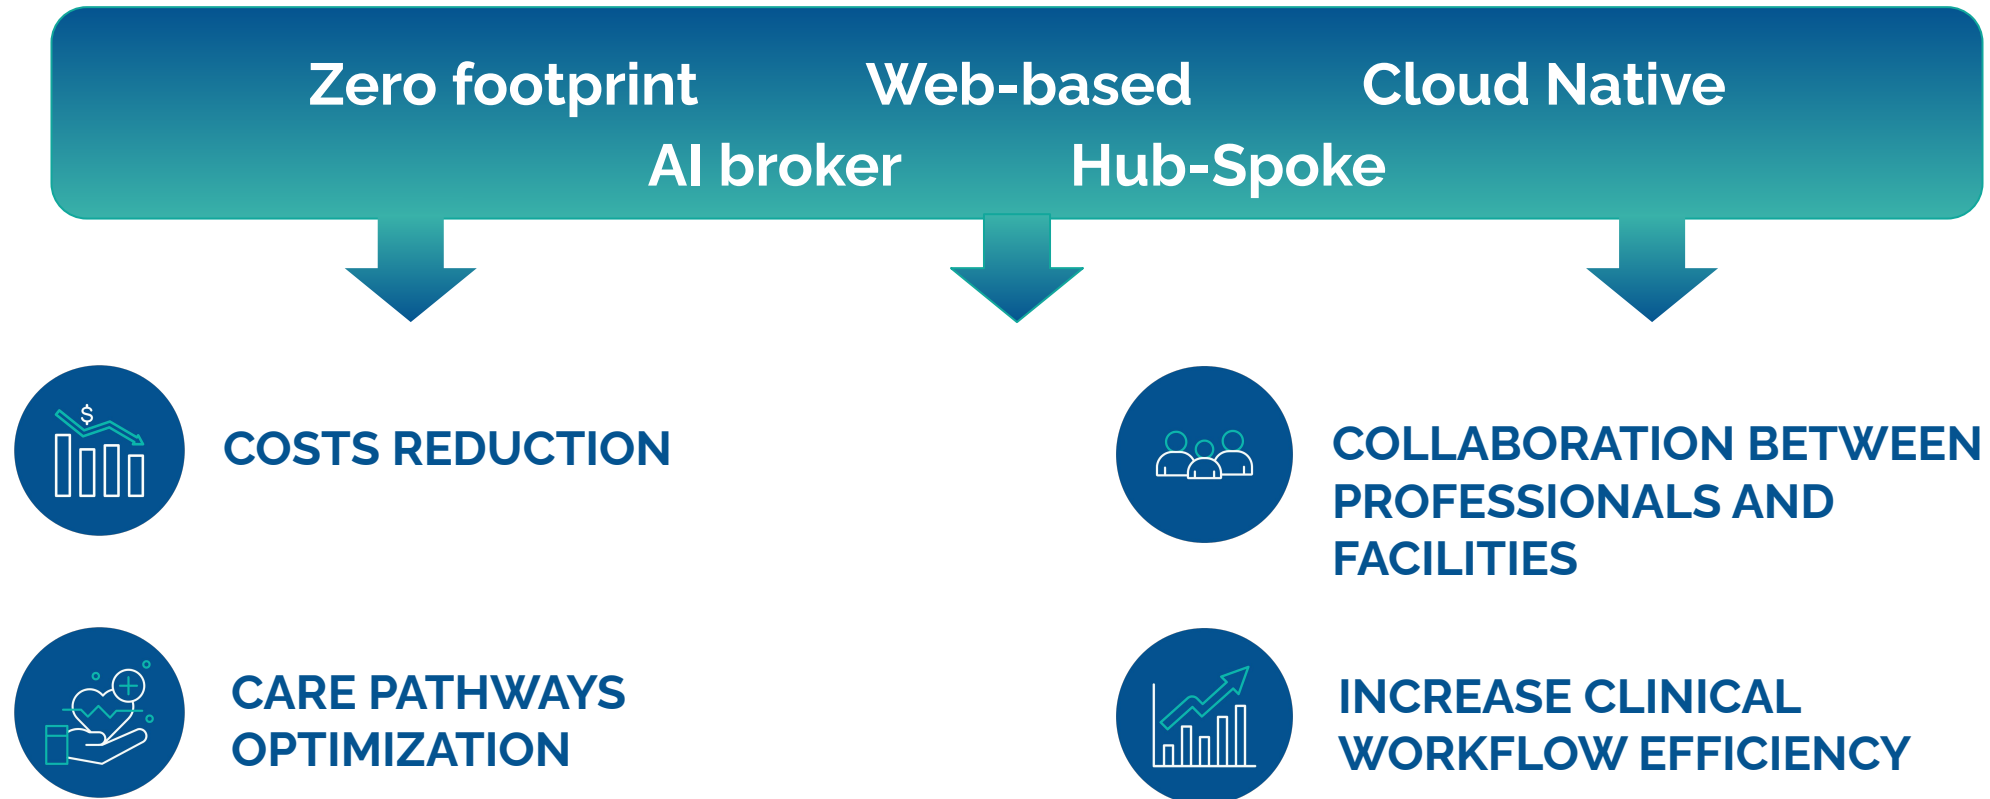 Zero footprint Web-based Cloud Native
AI broker Hub-Spoke
$
COSTS REDUCTION
COLLABORATION BETWEEN
PROFESSIONALS AND
FACILITIES
CARE PATHWAYS
OPTIMIZATION
INCREASE CLINICAL
WORKFLOW EFFICIENCY